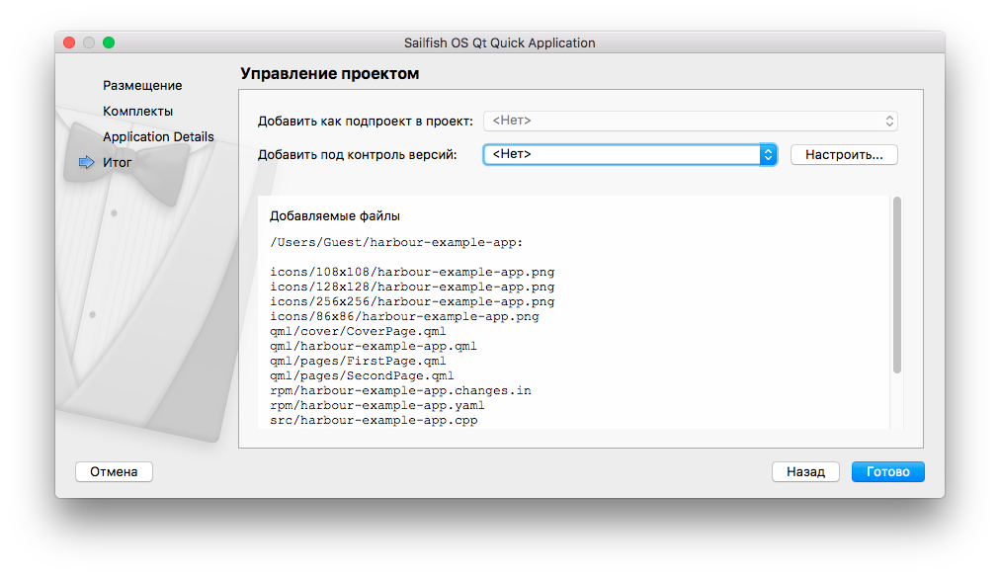 Sailfish OS Qt Quick Application
Размещение
Комплекты
Application Details
Итог
Управление проектом
Добавить как подпроект в проект: <Нет>
Добавить под контроль версий: <Нет> Настроить...
Добавляемые файлы
/Users/Guest/harbour-example-app:
icons/108x108/harbour-example-app.png
icons/128x128/harbour-example-app.png
icons/256x256/harbour-example-app.png
icons/86x86/harbour-example-app.png
qml/cover/CoverPage.qml
qml/harbour-example-app.qml
qml/pages/FirstPage.qml
qml/pages/SecondPage.qml
rpm/harbour-example-app.changes.in
rpm/harbour-example-app.yaml
src/harbour-example-app.cpp
Отмена Назад Готово